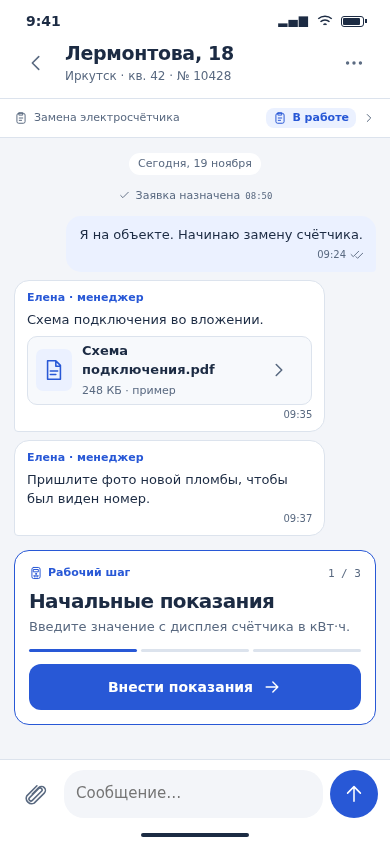 9:41
Лермонтова, 18
Иркутск · кв. 42 · № 10428
Замена электросчётчика
В работе
Сегодня, 19 ноября
Заявка назначена 08:50
Я на объекте. Начинаю замену счётчика.
09:24
Елена · менеджер
Схема подключения во вложении.
Схема
подключения.pdf
248 КБ · пример
09:35
Елена · менеджер
Пришлите фото новой пломбы, чтобы
был виден номер.
09:37
Рабочий шаг
1 / 3
Начальные показания
Введите значение с дисплея счётчика в кВт·ч.
Внести показания
Сообщение…